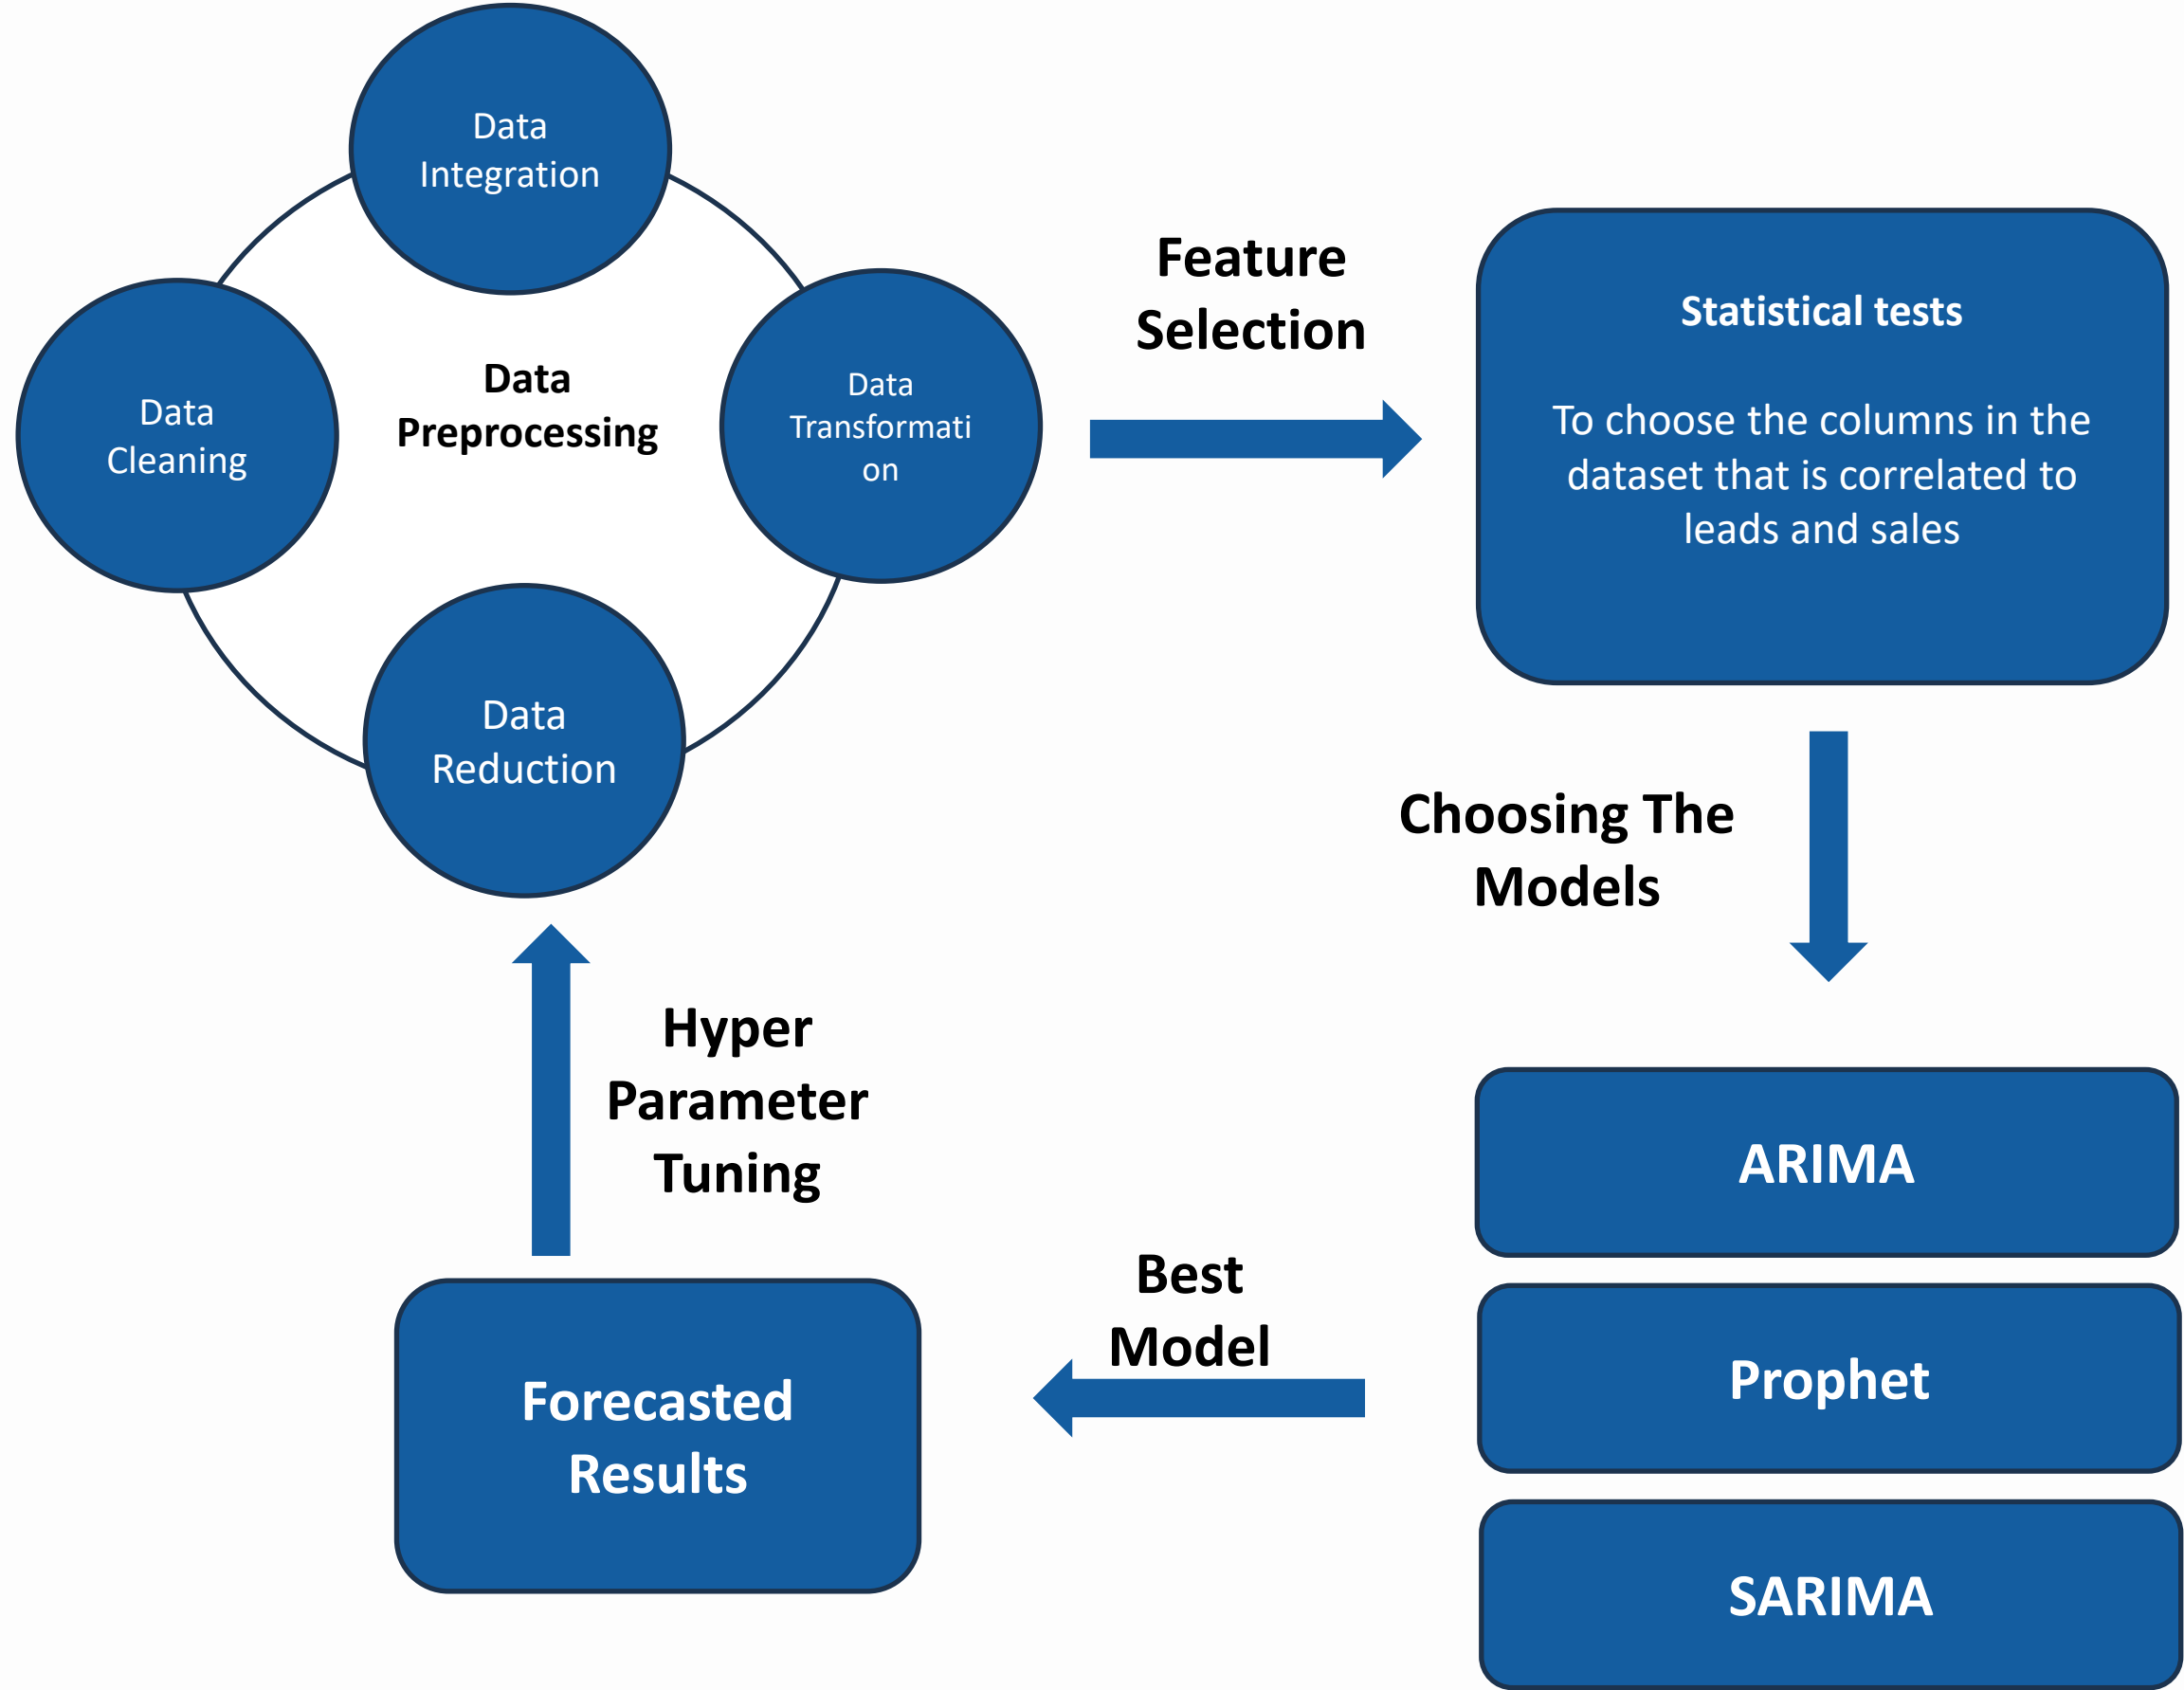 Data
Integration
Data
Cleaning
Data
Preprocessing
Data
Transformati
on
Data
Reduction
Feature
Selection
Statistical tests
To choose the columns in the
dataset that is correlated to
leads and sales
Choosing The
Models
ARIMA
Prophet
SARIMA
Best
Model
Forecasted
Results
Hyper
Parameter
Tuning